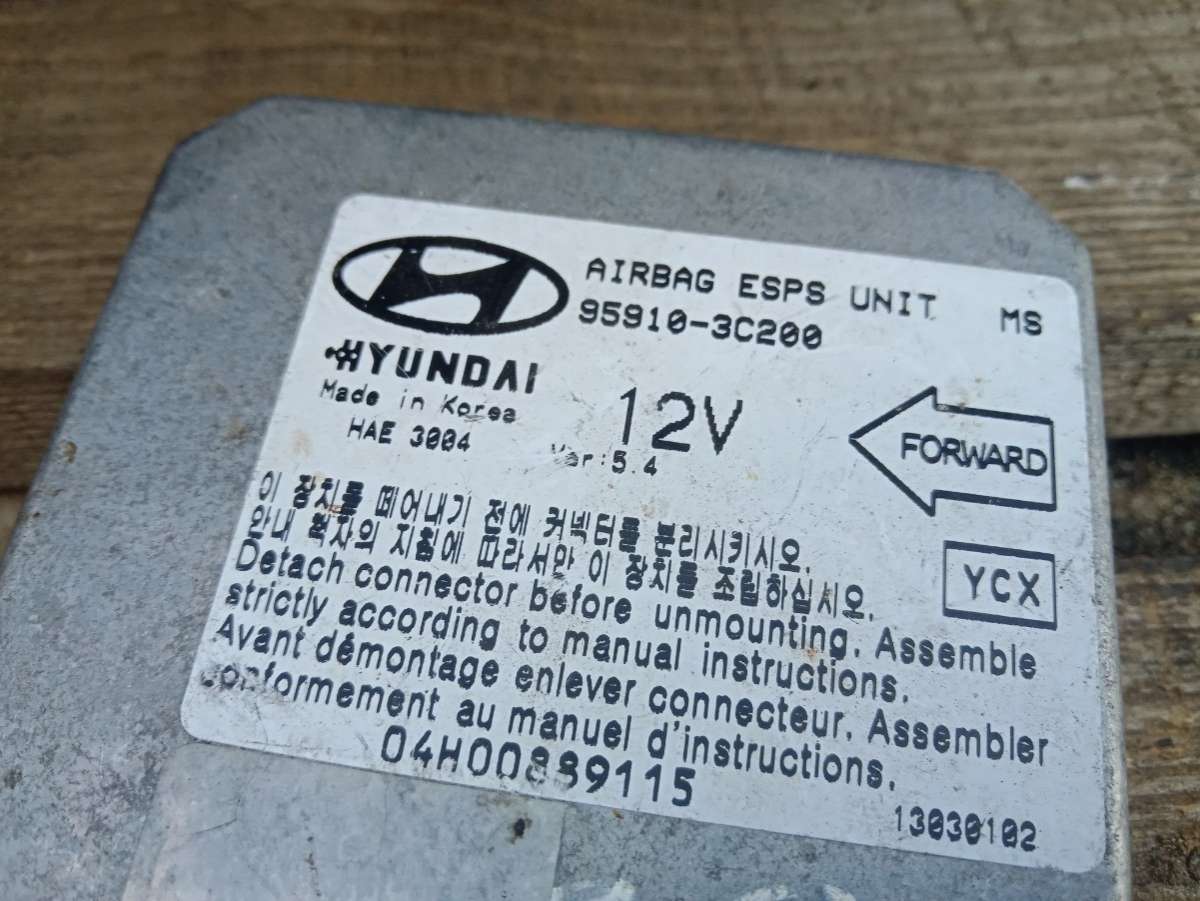 AIRBAG ESPS UNIT MS
95910-3C200
HYUNDAI
Made in Korea
12V
HAE 3004
Ver:5.4
FORWARD
이 장치를 떼어내기 전에 커넥터를 분리시키시오.
안내 책자의 지침에 따라서만 이 장치를 조립하십시오.
YCX
Detach connector before unmounting. Assemble
strictly according to manual instructions.
Avant démontage enlever connecteur. Assembler
conformement au manuel d'instructions.
04H00889115
13030102